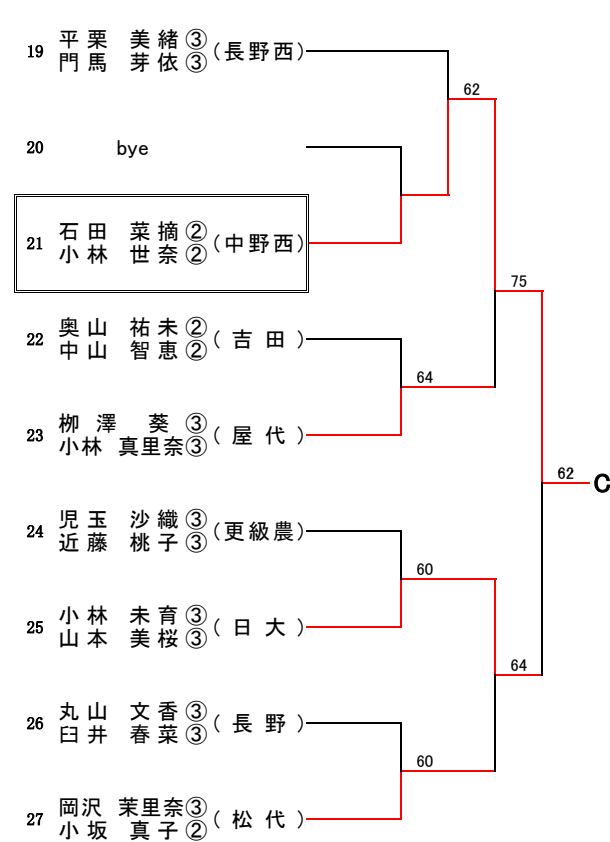 19 平栗 美緒③(長野西)
門馬 芽依③
62
20 bye
21 石田 菜摘②(中野西)
小林 世奈②
75
22 奥山 祐未②(吉田)
中山 智恵②
64
23 栁澤 葵③(屋代)
小林 真里奈③
62 C
24 児玉 沙織③(更級農)
近藤 桃子③
60
25 小林 未育③(日大)
山本 美桜③
64
26 丸山 文香③(長野)
臼井 春菜③
60
27 岡沢 茉里奈③(松代)
小坂 真子②